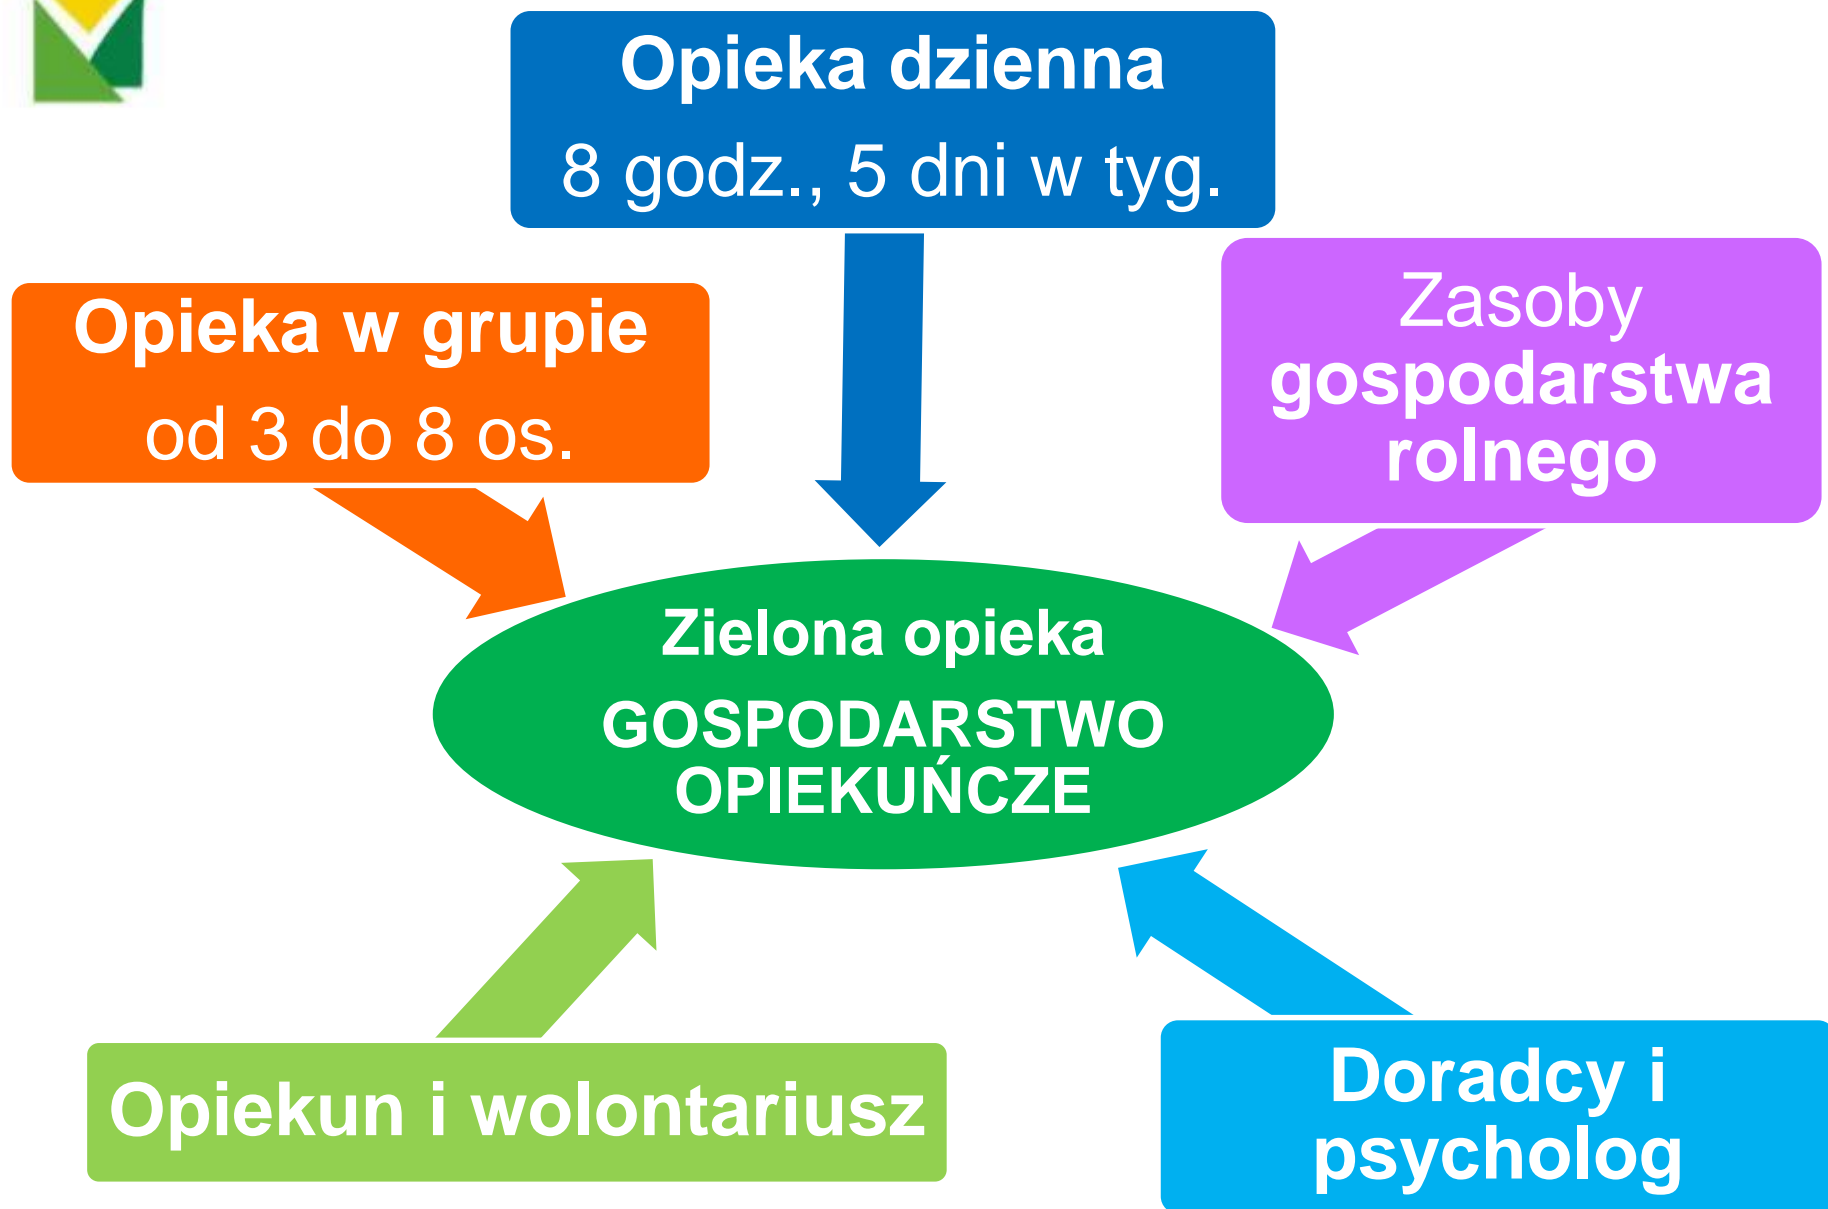 Opieka dzienna
8 godz., 5 dni w tyg.
Opieka w grupie
od 3 do 8 os.
Zasoby
gospodarstwa
rolnego
Zielona opieka
GOSPODARSTWO
OPIEKUŃCZE
Opiekun i wolontariusz
Doradcy i
psycholog